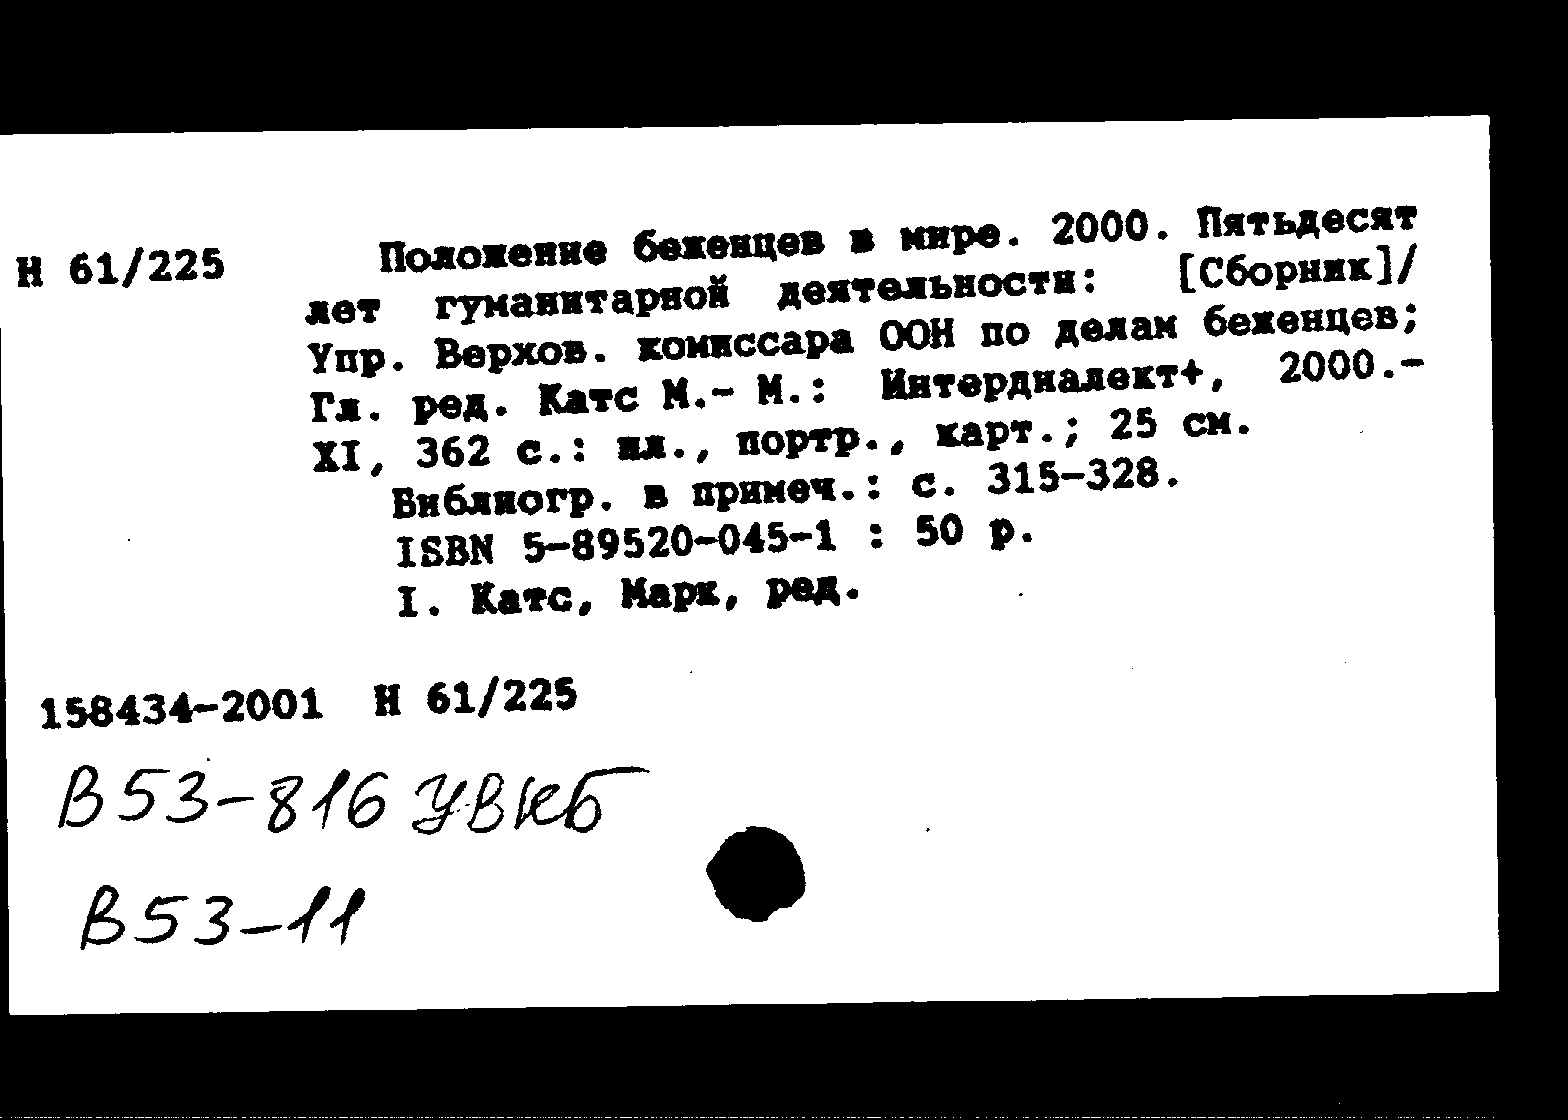 Н 61/225 Положение беженцев в мире. 2000. Пятьдесят
лет гуманитарной деятельности: [Сборник]/
Упр. Верхов. комиссара ООН по делам беженцев;
Гл. ред. Катс М.- М.: Интердиалект+, 2000.-
XI, 362 с.: ил., портр., карт.; 25 см.
Библиогр. в примеч.: с. 315-328.
ISBN 5-89520-045-1 : 50 р.
I. Катс, Марк, ред.
158434-2001 Н 61/225
В53-816 УВКБ
В53-11